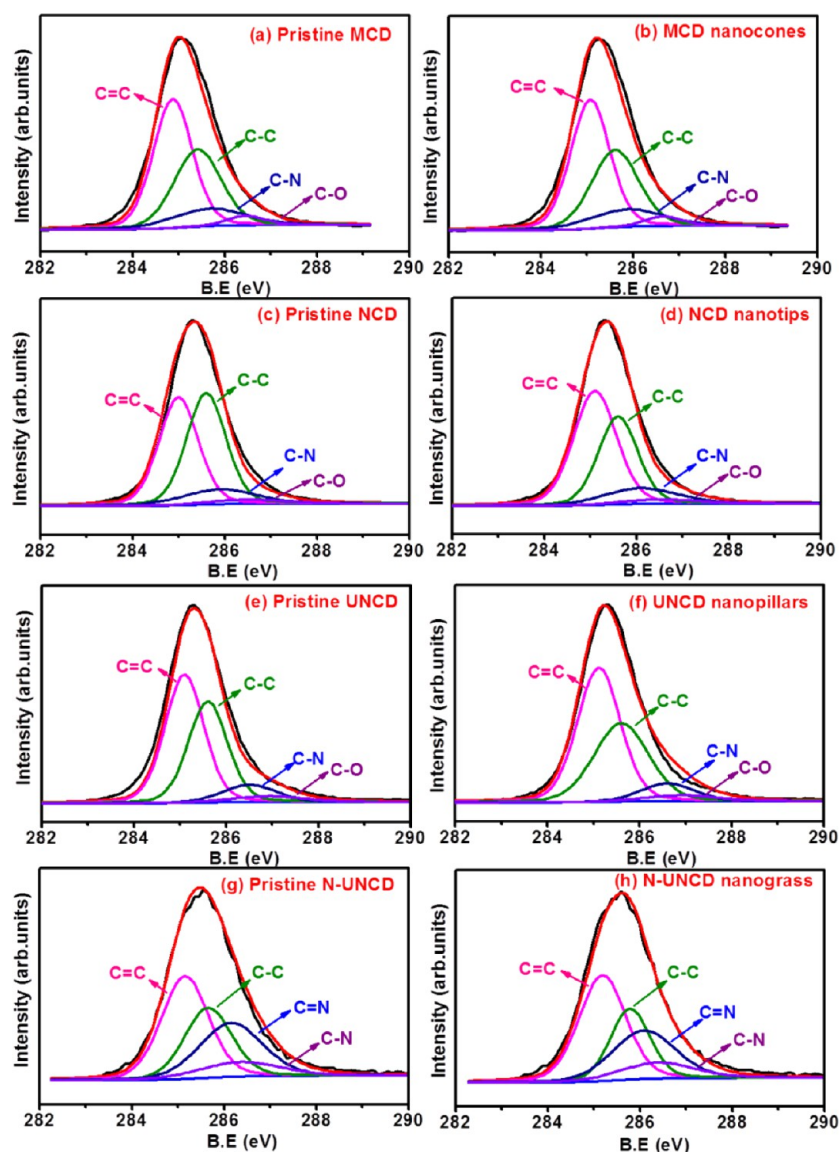 (a) Pristine MCD
C=C
C-C
C-N
C-O
Intensity (arb.units)
282 284 286 288 290
B.E (eV)
(b) MCD nanocones
C=C
C-C
C-N
C-O
Intensity (arb.units)
282 284 286 288 290
B.E (eV)
(c) Pristine NCD
C=C
C-C
C-N
C-O
Intensity (arb.units)
282 284 286 288 290
B.E (eV)
(d) NCD nanotips
C=C
C-C
C-N
C-O
Intensity (arb.units)
282 284 286 288 290
B.E (eV)
(e) Pristine UNCD
C=C
C-C
C-N
C-O
Intensity (arb.units)
282 284 286 288 290
B.E (eV)
(f) UNCD nanopillars
C=C
C-C
C-N
C-O
Intensity (arb.units)
282 284 286 288 290
B.E (eV)
(g) Pristine N-UNCD
C=C
C-C
C=N
C-N
Intensity (arb.units)
282 284 286 288 290
B.E (eV)
(h) N-UNCD nanograss
C=C
C-C
C=N
C-N
Intensity (arb.units)
282 284 286 288 290
B.E (eV)